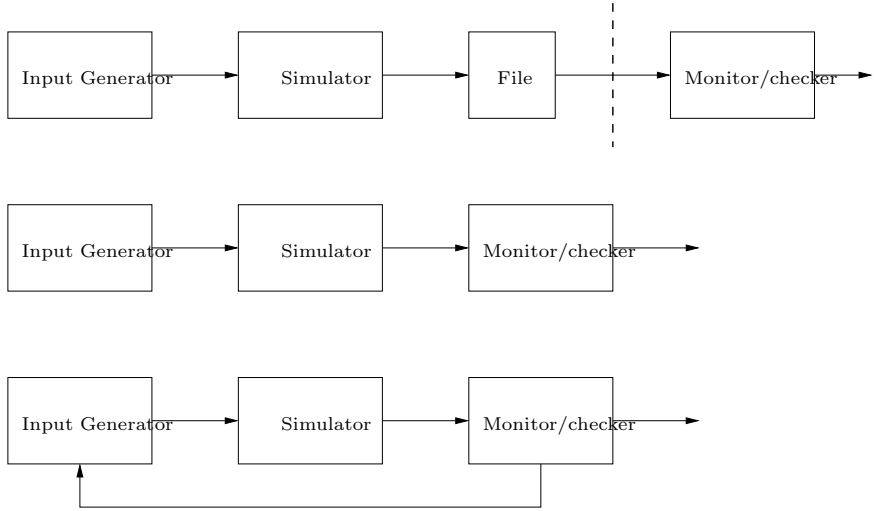 Input Generator
Simulator
File
Monitor/checker
Input Generator
Simulator
Monitor/checker
Input Generator
Simulator
Monitor/checker